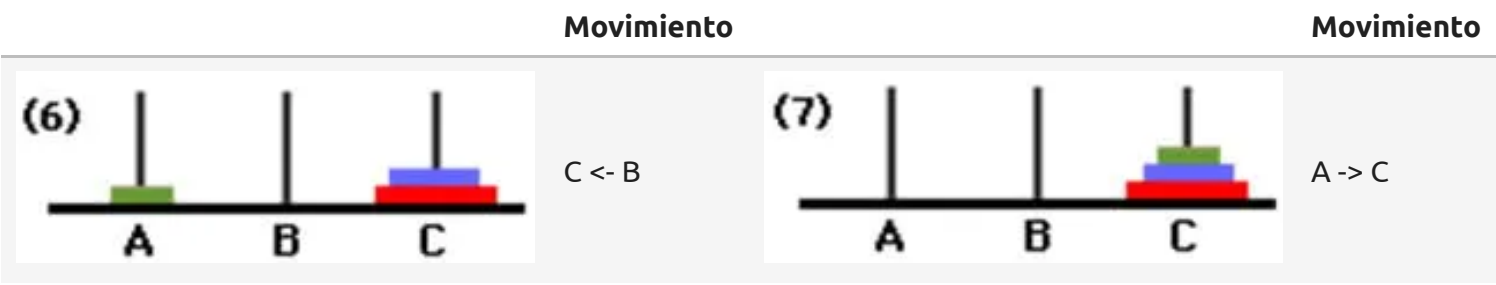 Movimiento Movimiento
(6) C <- B (7) A -> C
A B C A B C